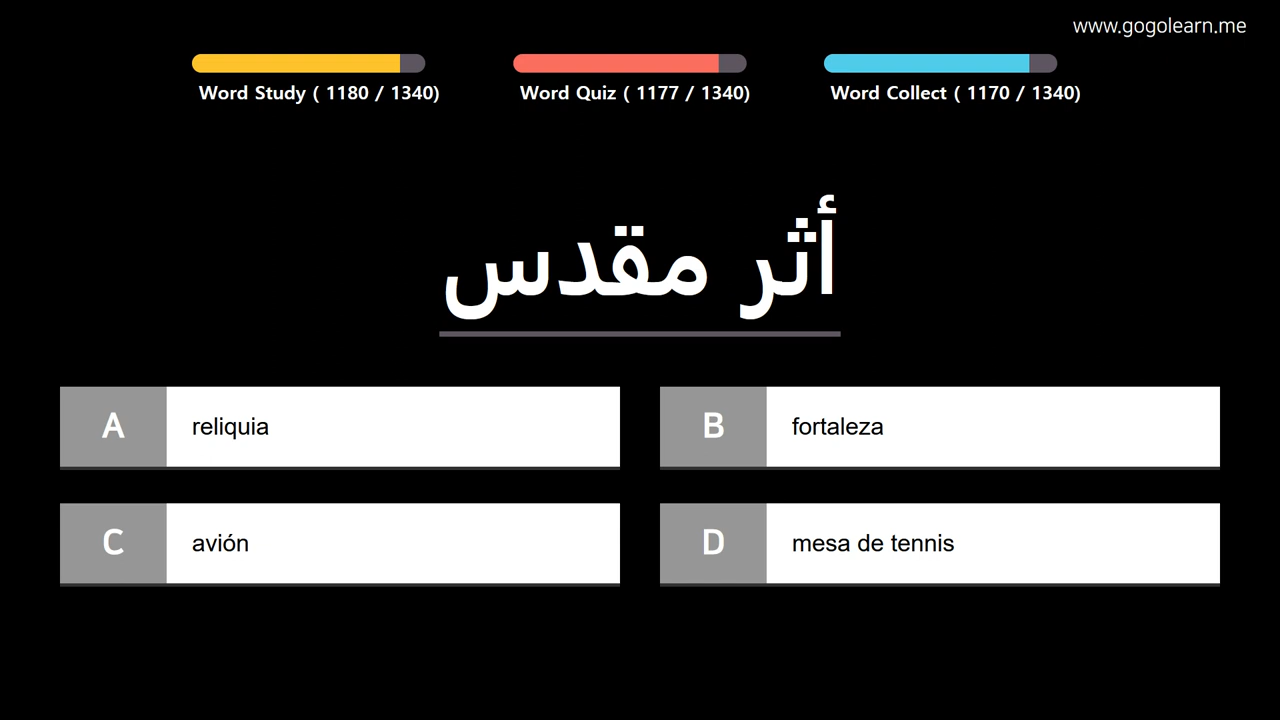 www.gogolearn.me
Word Study ( 1180 / 1340)
Word Quiz ( 1177 / 1340)
Word Collect ( 1170 / 1340)
أثر مقدس
A
reliquia
B
fortaleza
C
avión
D
mesa de tennis